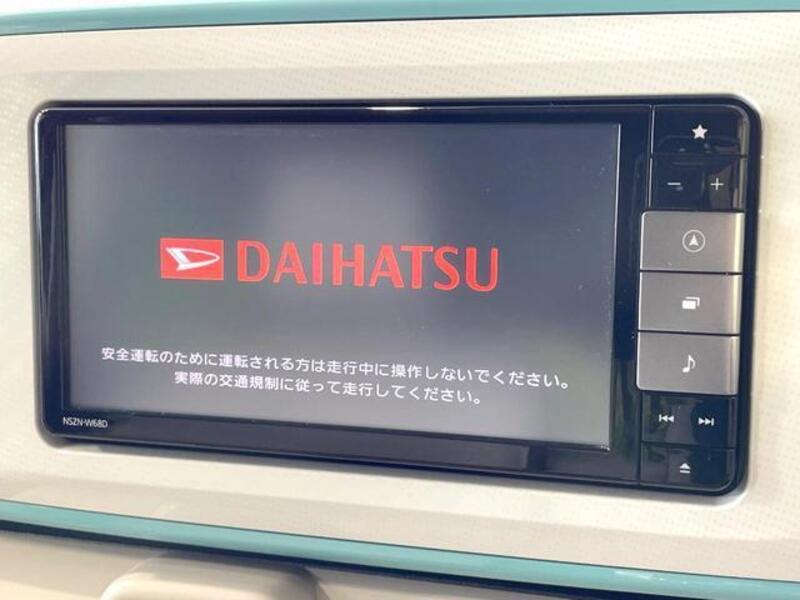 DAIHATSU
安全運転のために運転される方は走行中に操作しないでください。
実際の交通規制に従って走行してください。
NSZN-W68D